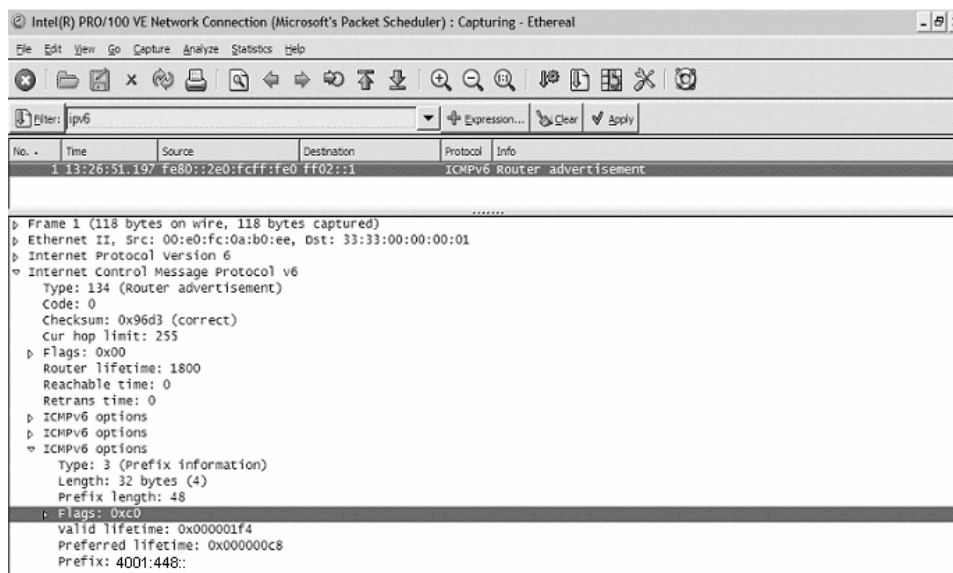 Intel(R) PRO/100 VE Network Connection (Microsoft's Packet Scheduler) : Capturing - Ethereal
File Edit View Go Capture Analyze Statistics Help
Filter: ipv6 Expression... Clear Apply
No. . Time Source Destination Protocol Info
1 13:26:51.197 fe80::2e0:fcff:fe0 ff02::1 ICMPv6 Router advertisement
Frame 1 (118 bytes on wire, 118 bytes captured)
Ethernet II, Src: 00:e0:fc:0a:b0:ee, Dst: 33:33:00:00:00:01
Internet Protocol Version 6
Internet Control Message Protocol v6
Type: 134 (Router advertisement)
Code: 0
Checksum: 0x96d3 (correct)
Cur hop limit: 255
Flags: 0x00
Router lifetime: 1800
Reachable time: 0
Retrans time: 0
ICMPv6 options
ICMPv6 options
ICMPv6 options
Type: 3 (Prefix information)
Length: 32 bytes (4)
Prefix length: 48
Flags: 0xc0
Valid lifetime: 0x000001f4
Preferred lifetime: 0x000000c8
Prefix: 4001:448::